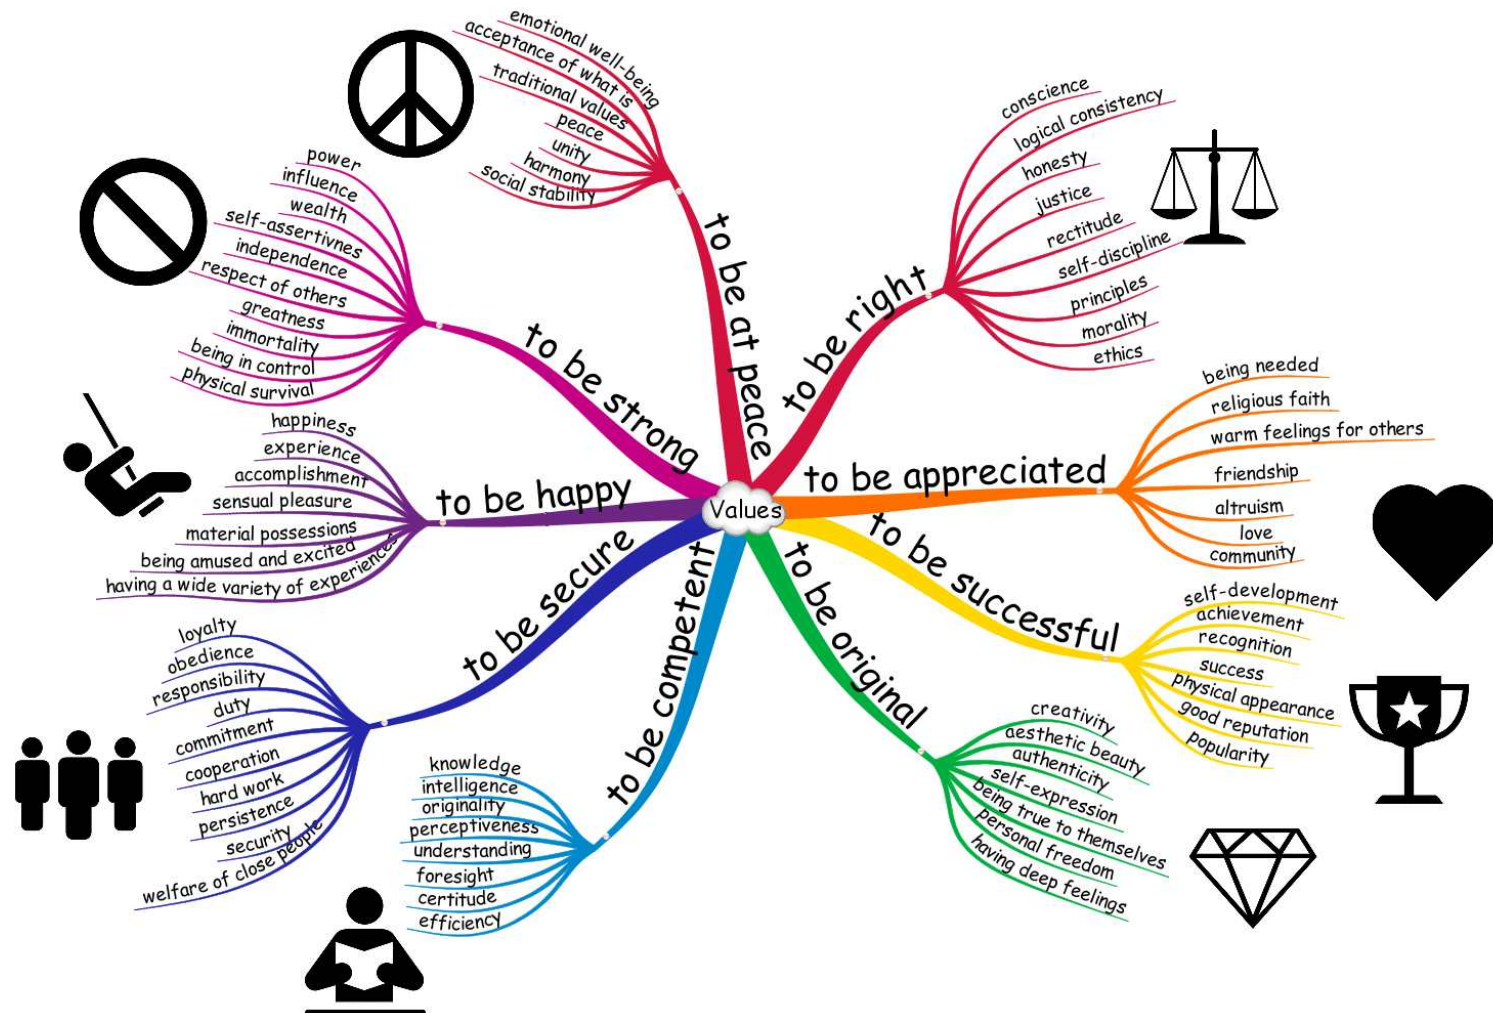 Values
to be at peace
emotional well-being
acceptance of what is
traditional values
peace
unity
harmony
social stability
to be right
conscience
logical consistency
honesty
justice
rectitude
self-discipline
principles
morality
ethics
to be appreciated
being needed
religious faith
warm feelings for others
friendship
altruism
love
community
to be successful
self-development
achievement
recognition
success
physical appearance
good reputation
popularity
to be original
creativity
aesthetic beauty
authenticity
self-expression
being true to themselves
personal freedom
having deep feelings
to be competent
knowledge
intelligence
originality
perceptiveness
understanding
foresight
certitude
efficiency
to be secure
loyalty
obedience
responsibility
duty
commitment
cooperation
hard work
persistence
security
welfare of close people
to be happy
happiness
experience
accomplishment
sensual pleasure
material possessions
being amused and excited
having a wide variety of experiences
to be strong
power
influence
wealth
self-assertivnes
independence
respect of others
greatness
immortality
being in control
physical survival